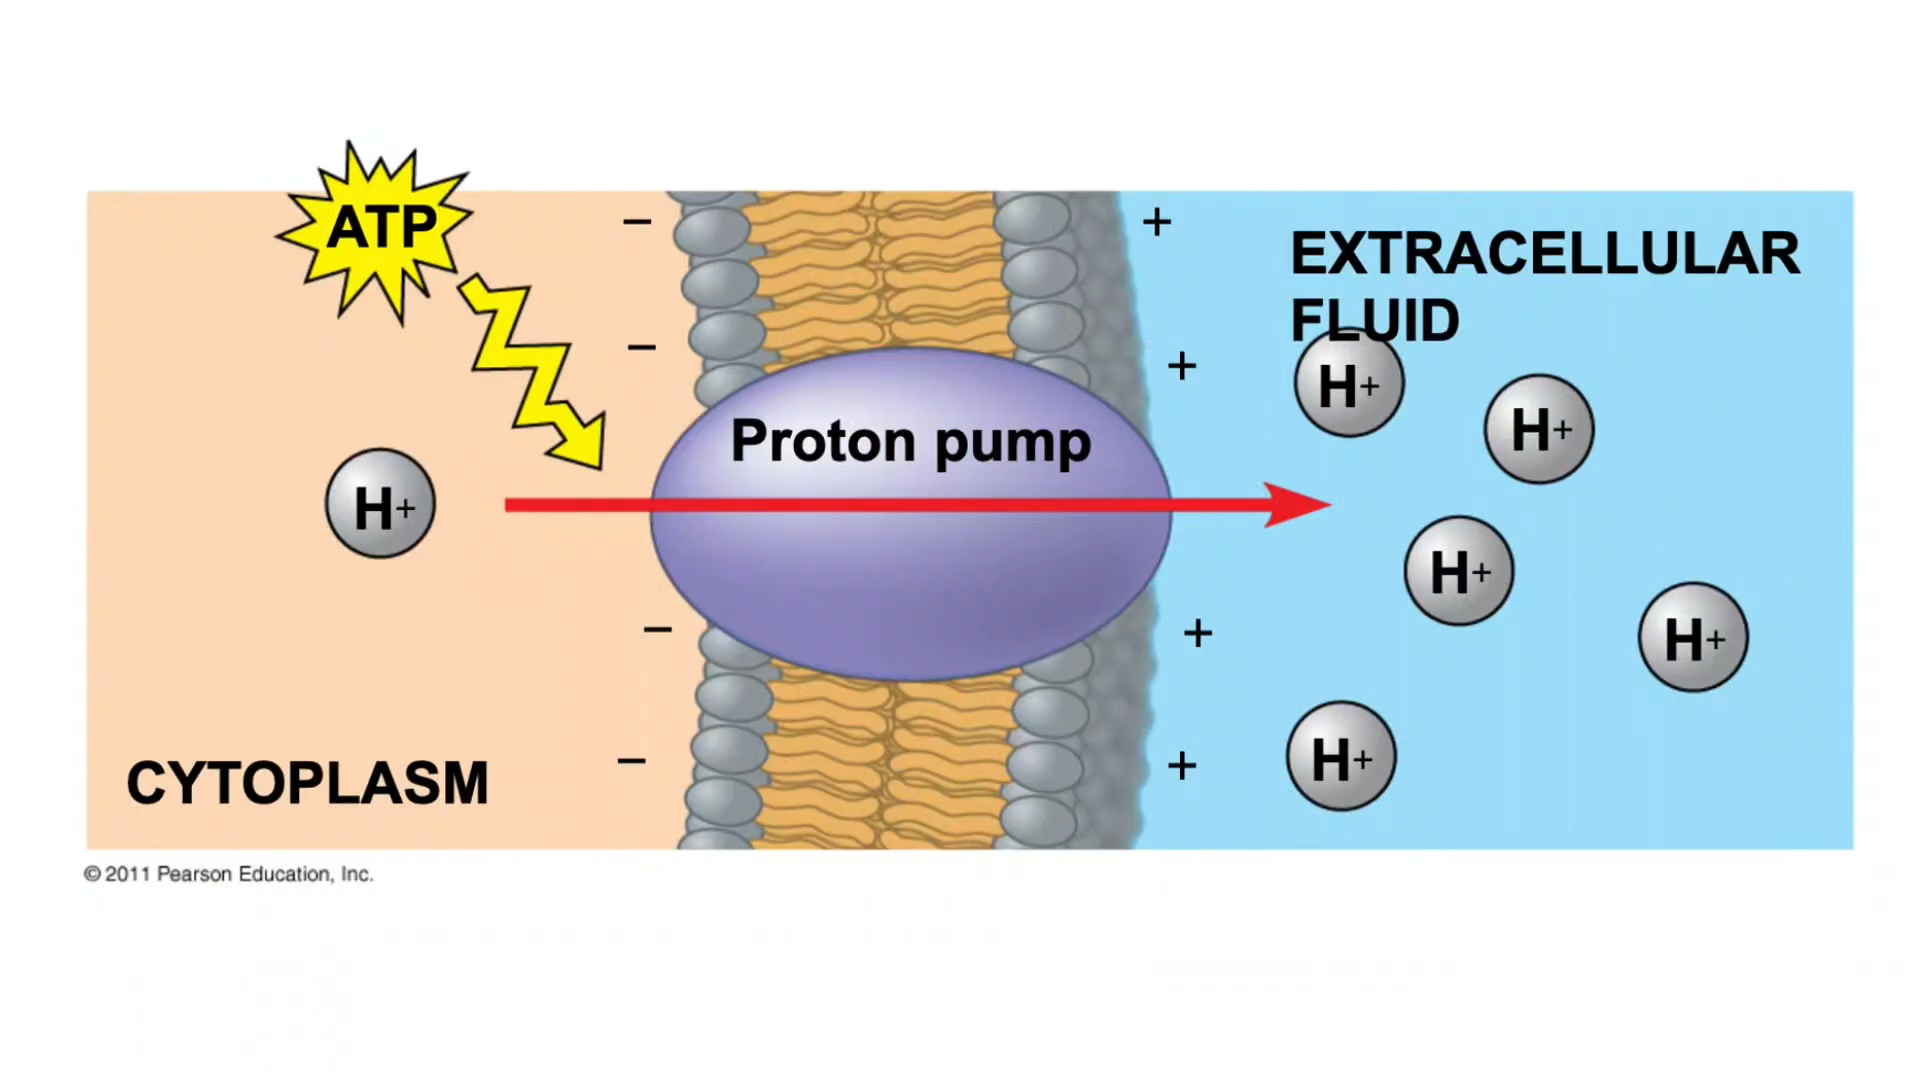 ATP
− +
EXTRACELLULAR
FLUID
− +
H+
H+
Proton pump
H+
H+
− +
H+
− +
H+
CYTOPLASM
© 2011 Pearson Education, Inc.